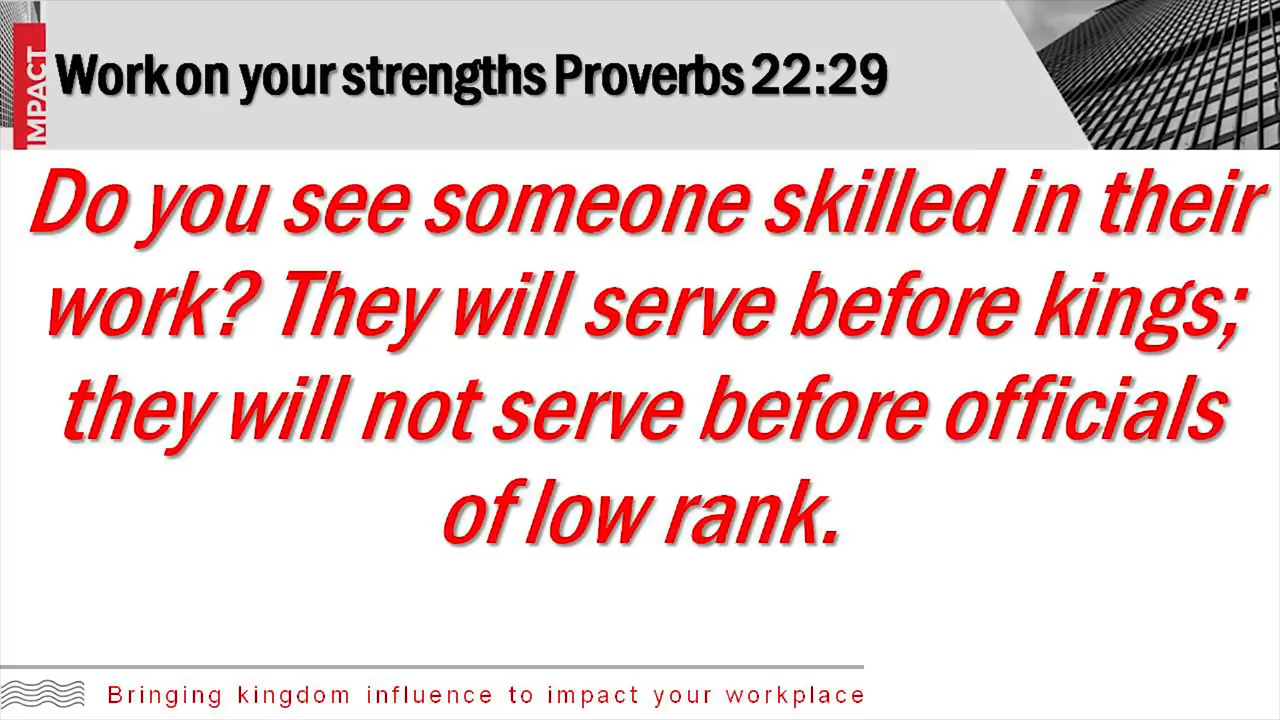 IMPACT
Work on your strengths Proverbs 22:29
Do you see someone skilled in their
work? They will serve before kings;
they will not serve before officials
of low rank.
Bringing kingdom influence to impact your workplace